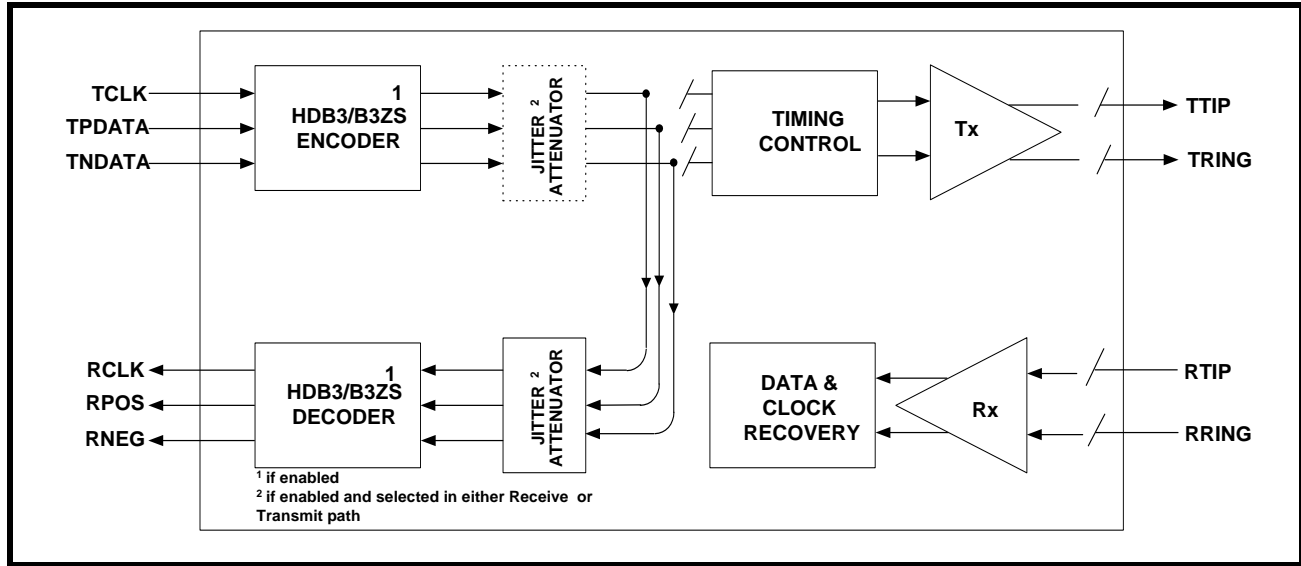 TCLK
TPDATA
TNDATA
1
HDB3/B3ZS
ENCODER
JITTER 2
ATTENUATOR
TIMING
CONTROL
Tx
TTIP
TRING
RCLK
RPOS
RNEG
1
HDB3/B3ZS
DECODER
JITTER 2
ATTENUATOR
DATA &
CLOCK
RECOVERY
Rx
RTIP
RRING
1 if enabled
2 if enabled and selected in either Receive or
Transmit path